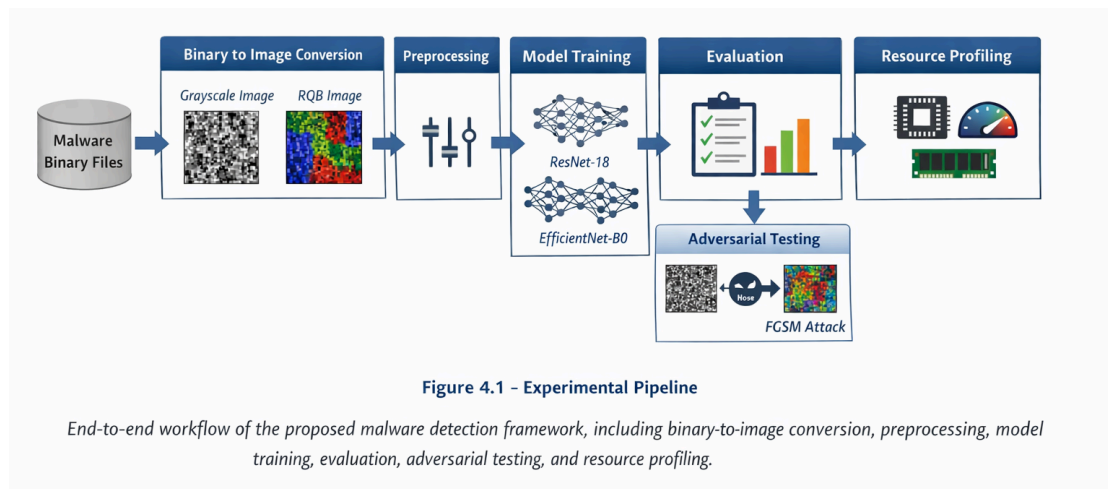 Binary to Image Conversion
Preprocessing
Model Training
Evaluation
Resource Profiling
Malware
Binary Files
Grayscale Image
RQB Image
ResNet-18
EfficientNet-B0
Adversarial Testing
Nose
FGSM Attack
Figure 4.1 – Experimental Pipeline
End-to-end workflow of the proposed malware detection framework, including binary-to-image conversion, preprocessing, model
training, evaluation, adversarial testing, and resource profiling.